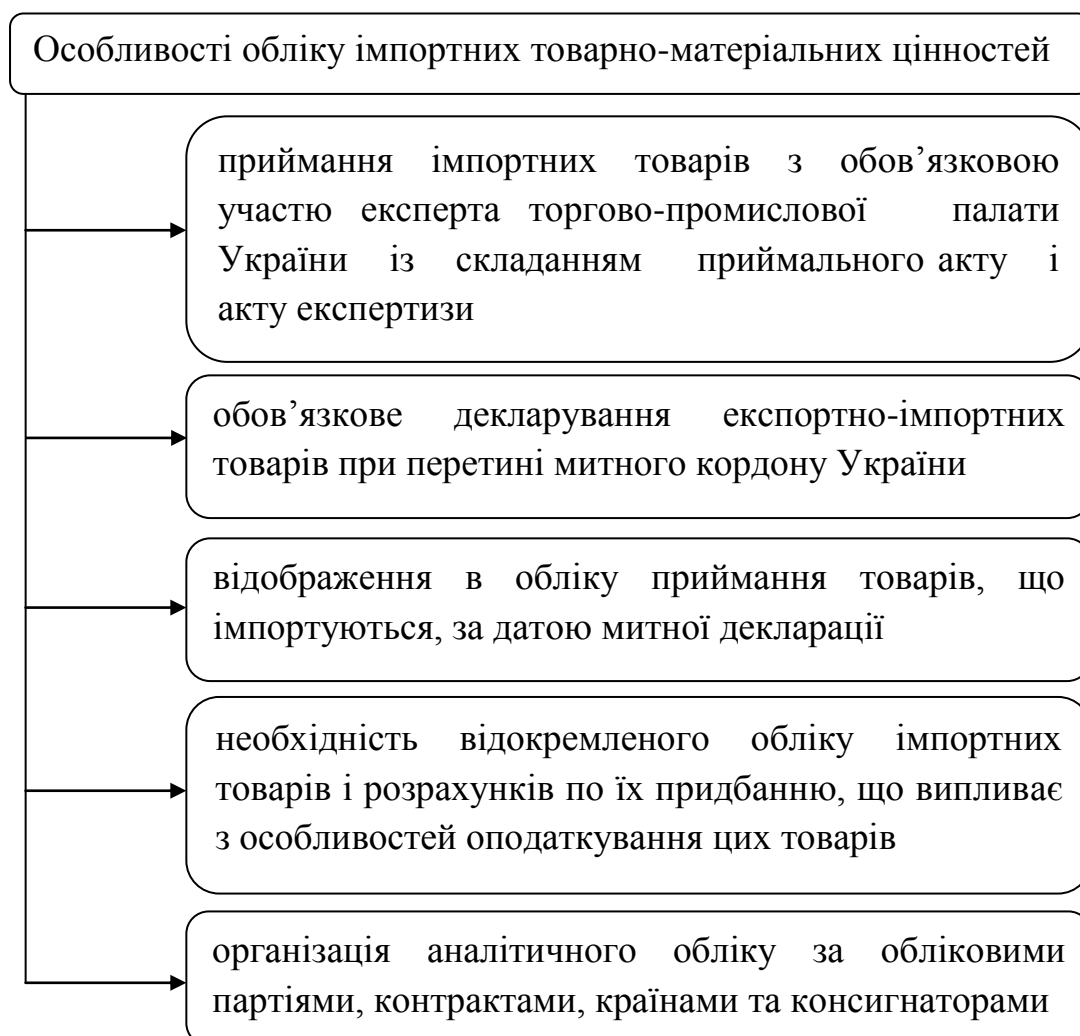 Особливості обліку імпортних товарно-матеріальних цінностей
приймання імпортних товарів з обов’язковою
участю експерта торгово-промислової палати
України із складанням приймального акту і
акту експертизи
обов’язкове декларування експортно-імпортних
товарів при перетині митного кордону України
відображення в обліку приймання товарів, що
імпортуються, за датою митної декларації
необхідність відокремленого обліку імпортних
товарів і розрахунків по їх придбанню, що випливає
з особливостей оподаткування цих товарів
організація аналітичного обліку за обліковими
партіями, контрактами, країнами та консигнаторами